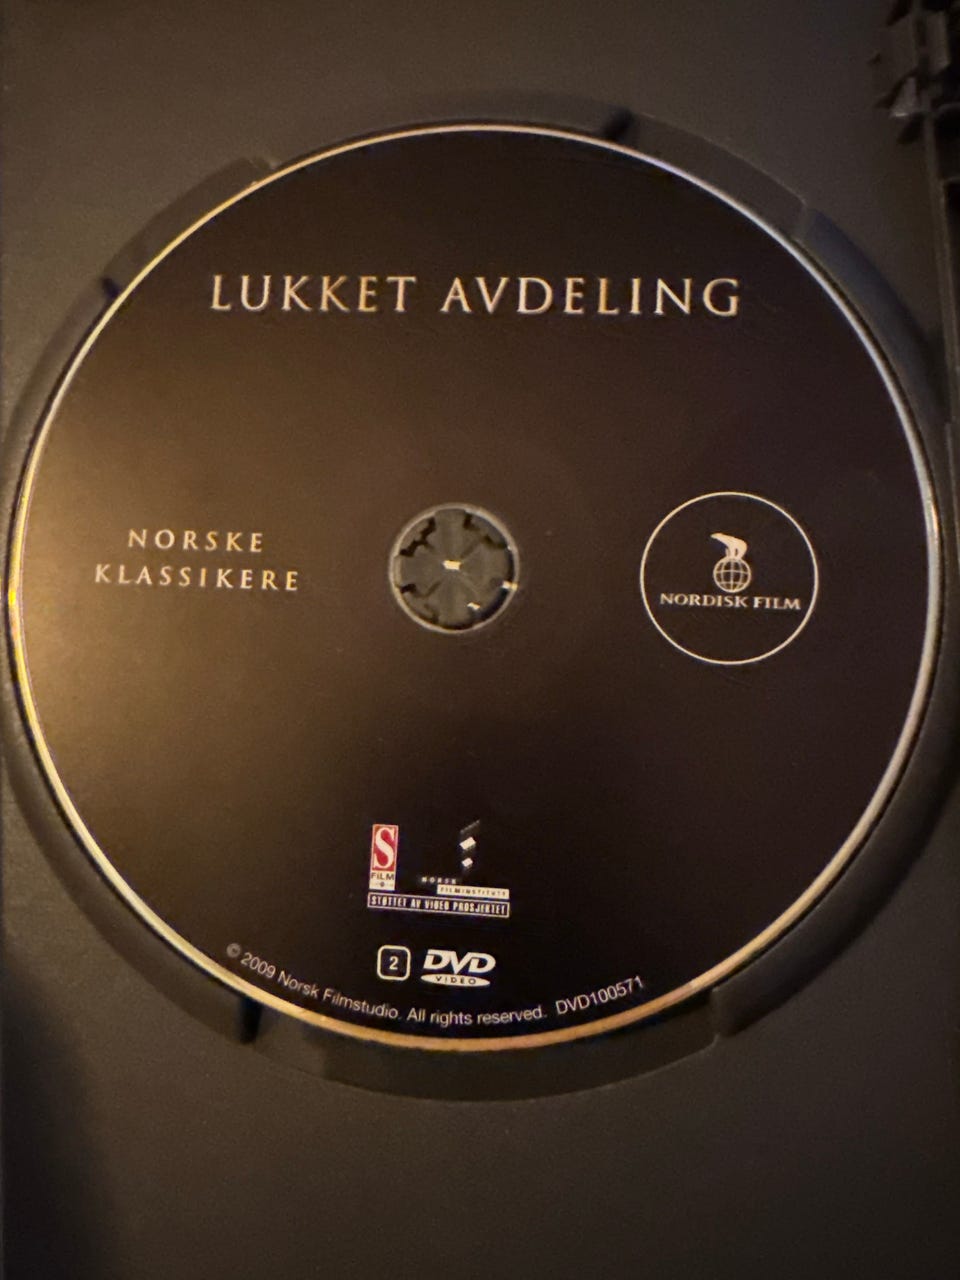 LUKKET AVDELING
NORSKE
KLASSIKERE
NORDISK FILM
S
FILM
NORSK
FILMINSTITUTT
STØTTET AV VIDEO PROSJEKTET
2 DVD
VIDEO
© 2009 Norsk Filmstudio. All rights reserved. DVD100571